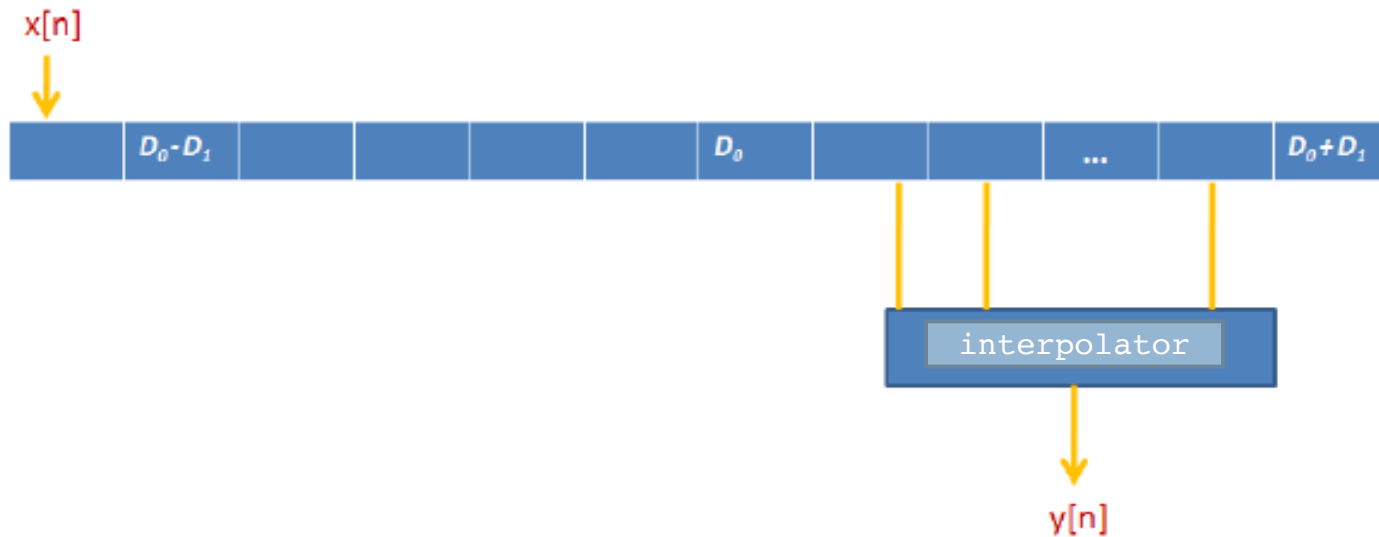 x[n]
D₀-D₁ D₀ ... D₀+D₁
interpolator
y[n]